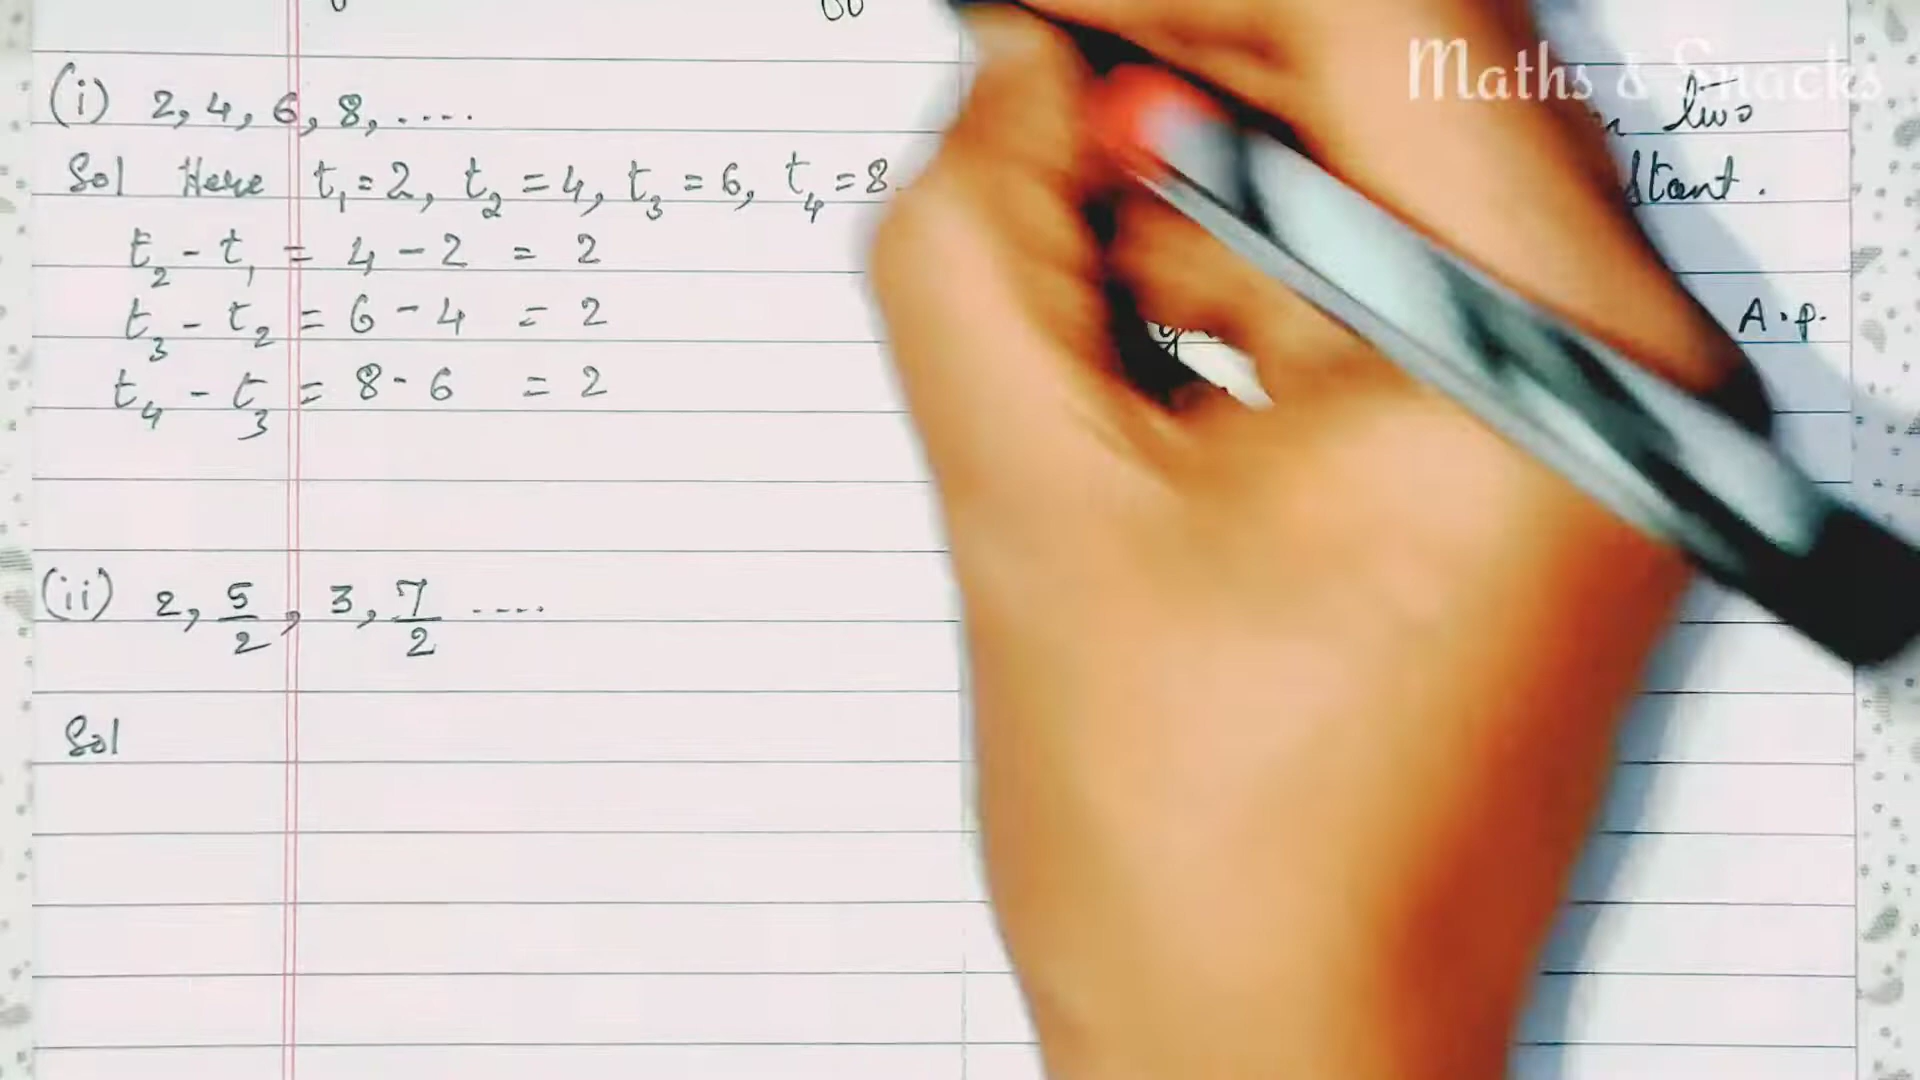 (i) 2, 4, 6, 8, ....
Sol Here t₁ = 2, t₂ = 4, t₃ = 6, t₄ = 8.
t₂ - t₁ = 4 - 2 = 2
t₃ - t₂ = 6 - 4 = 2
t₄ - t₃ = 8 - 6 = 2
(ii) 2, 5/2, 3, 7/2 ....
Sol
Maths & Snacks
two
A.P.